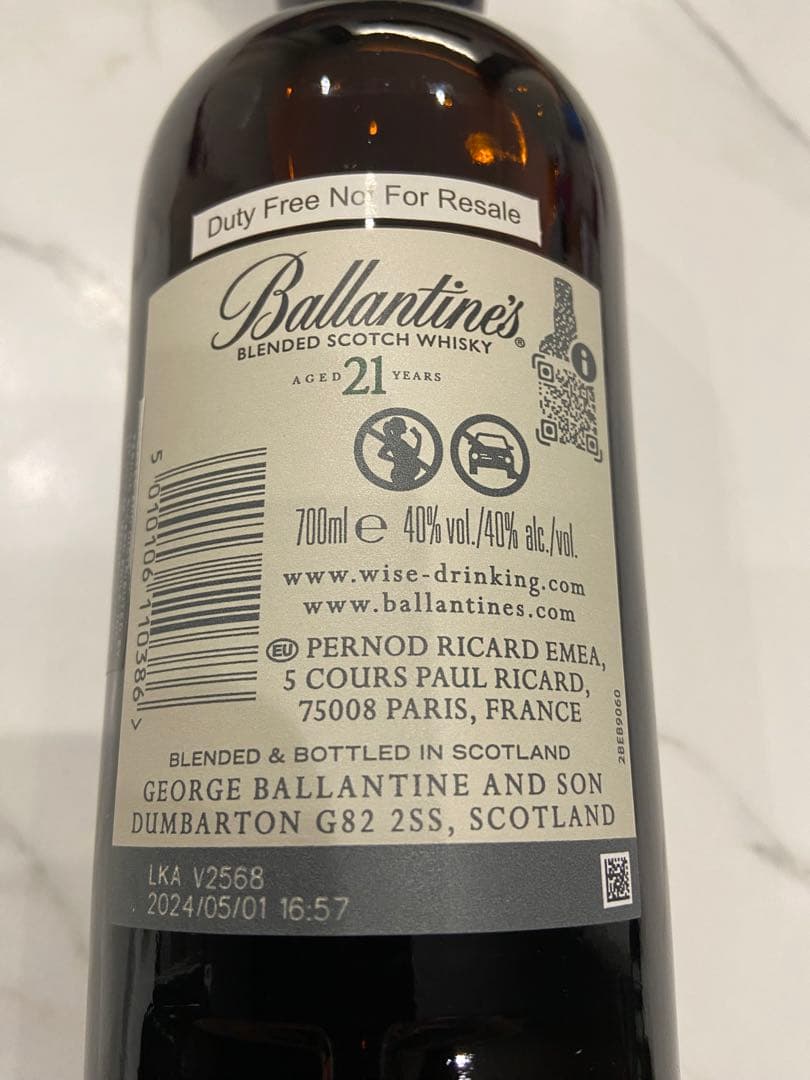 Duty Free Not For Resale
Ballantine's®
BLENDED SCOTCH WHISKY
AGED 21 YEARS
700ml e 40% vol./40% alc./vol.
www.wise-drinking.com
www.ballantines.com
EU PERNOD RICARD EMEA,
5 COURS PAUL RICARD,
75008 PARIS, FRANCE
5 010106 110386 >
2BEB9060
BLENDED & BOTTLED IN SCOTLAND
GEORGE BALLANTINE AND SON
DUMBARTON G82 2SS, SCOTLAND
LKA V2568
2024/05/01 16:57